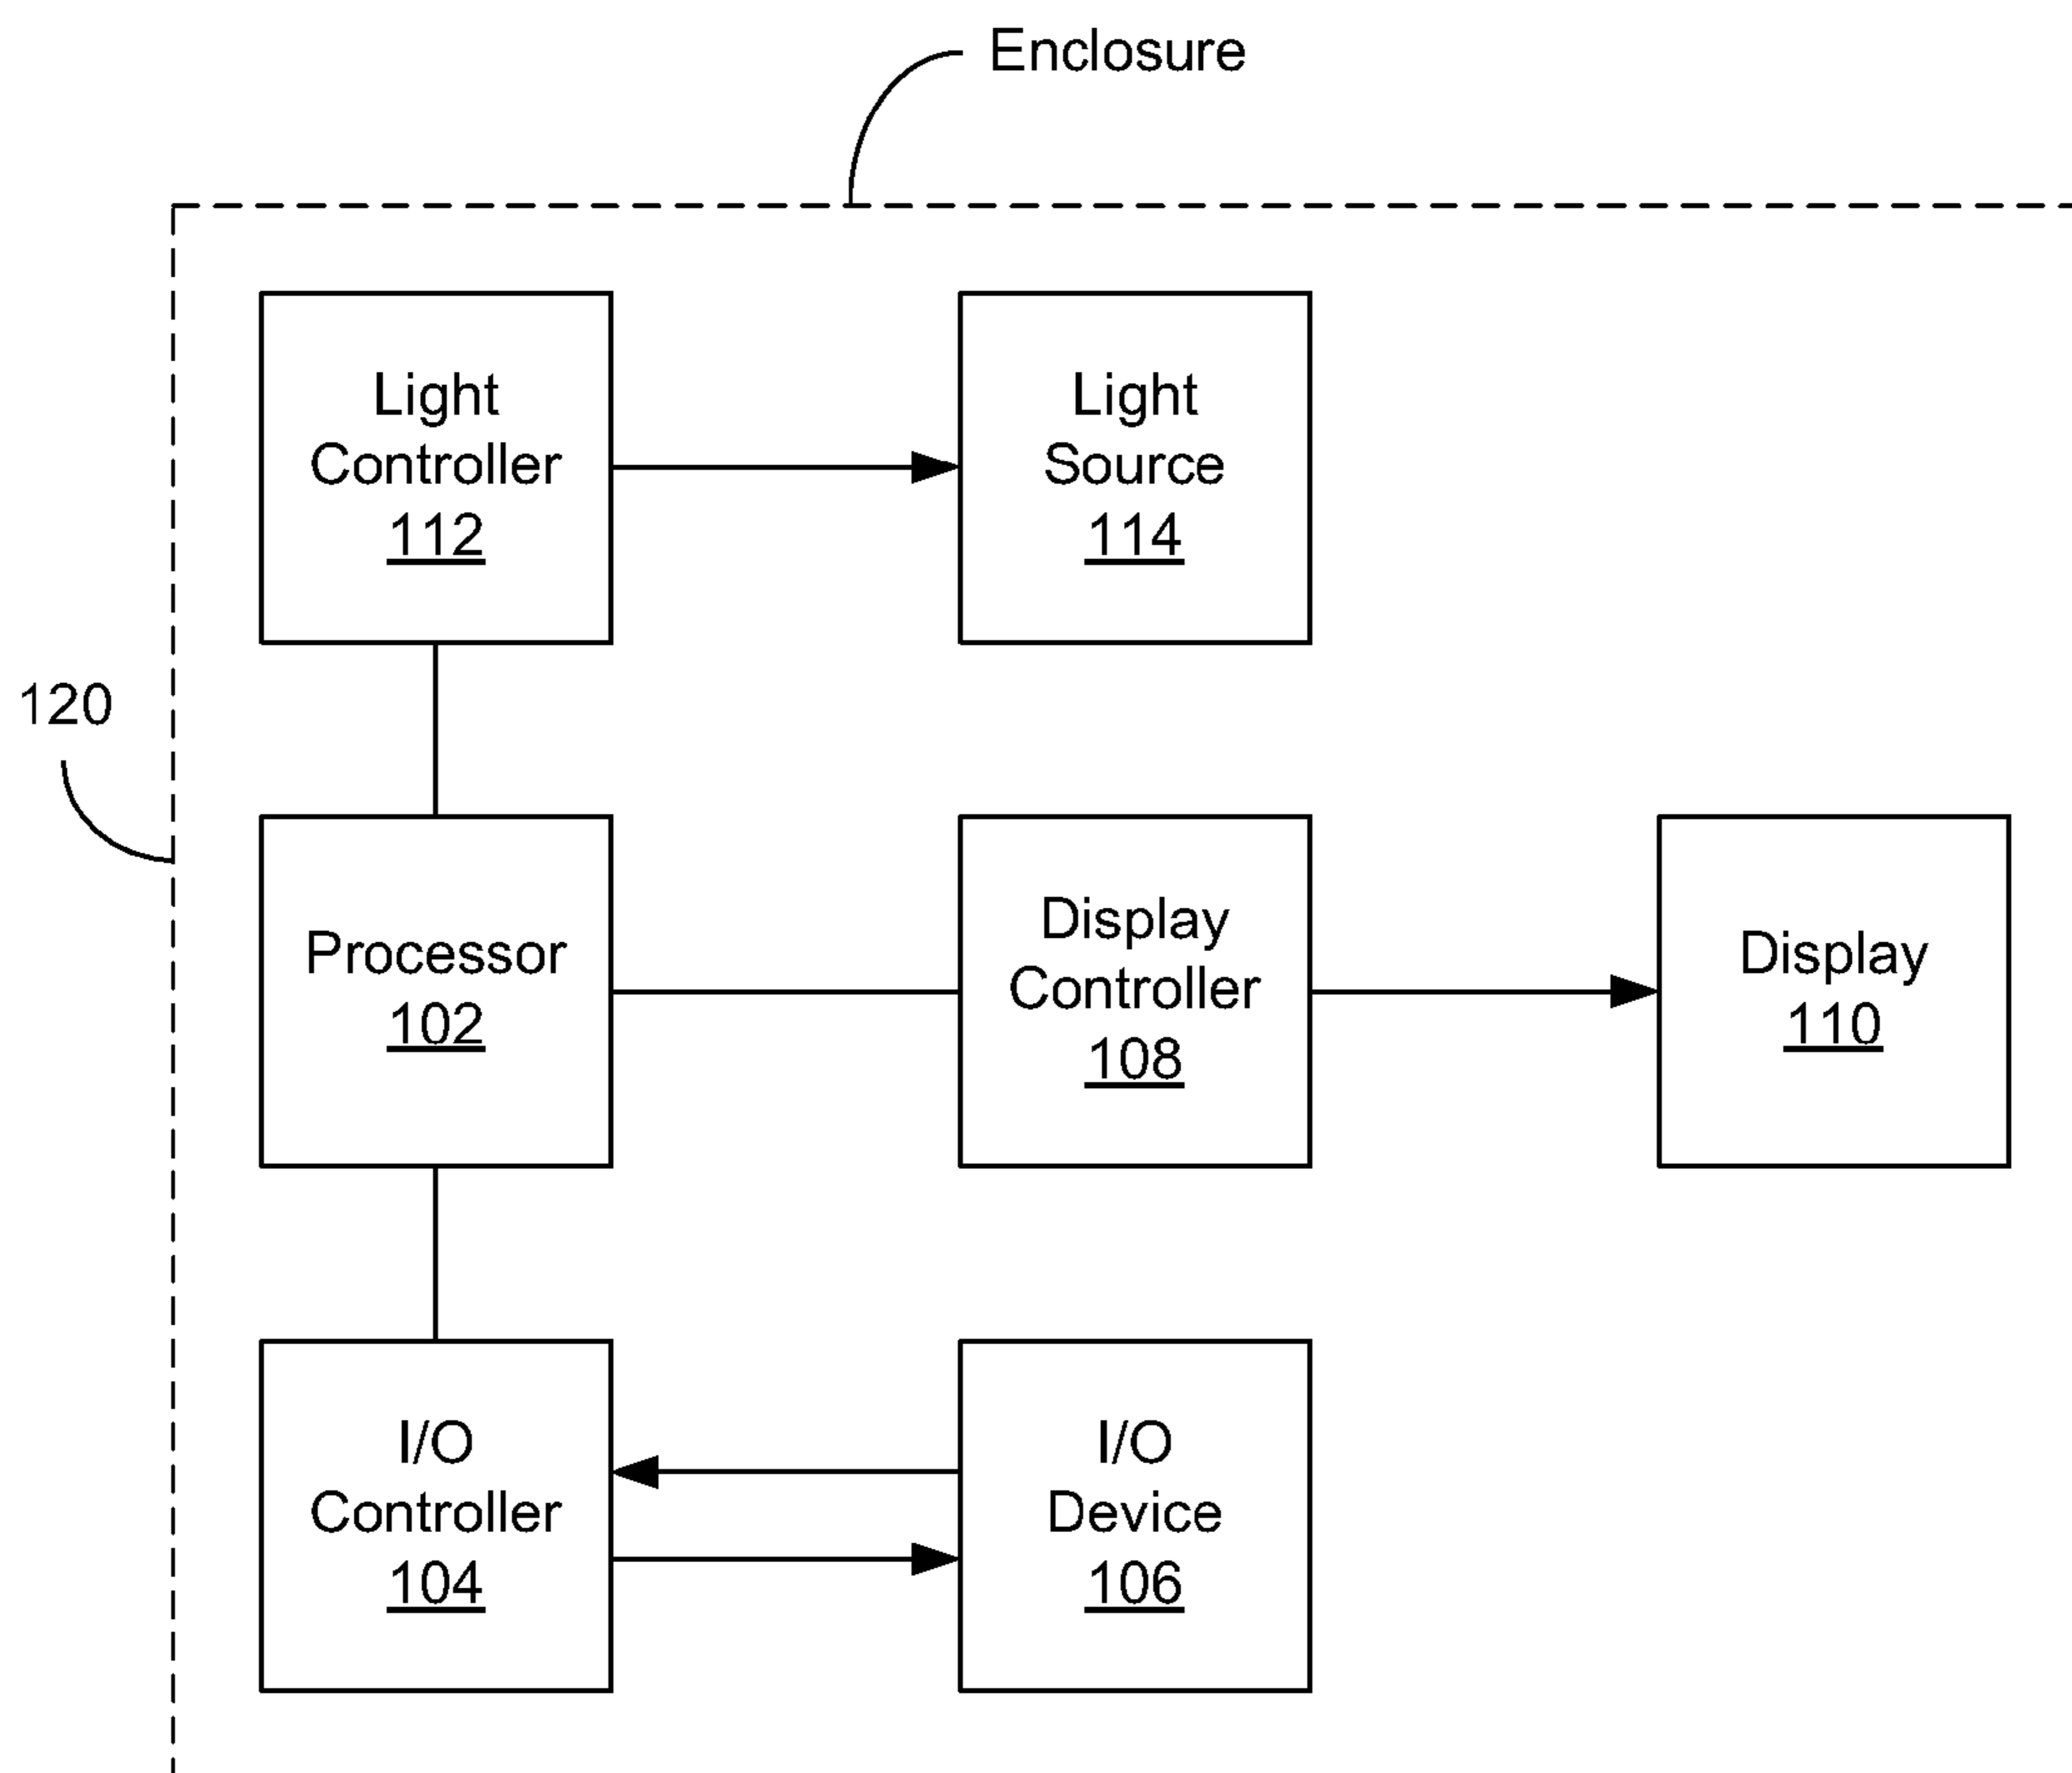 Enclosure
Light
Controller
112
Light
Source
114
120
Processor
102
Display
Controller
108
Display
110
I/O
Controller
104
I/O
Device
106